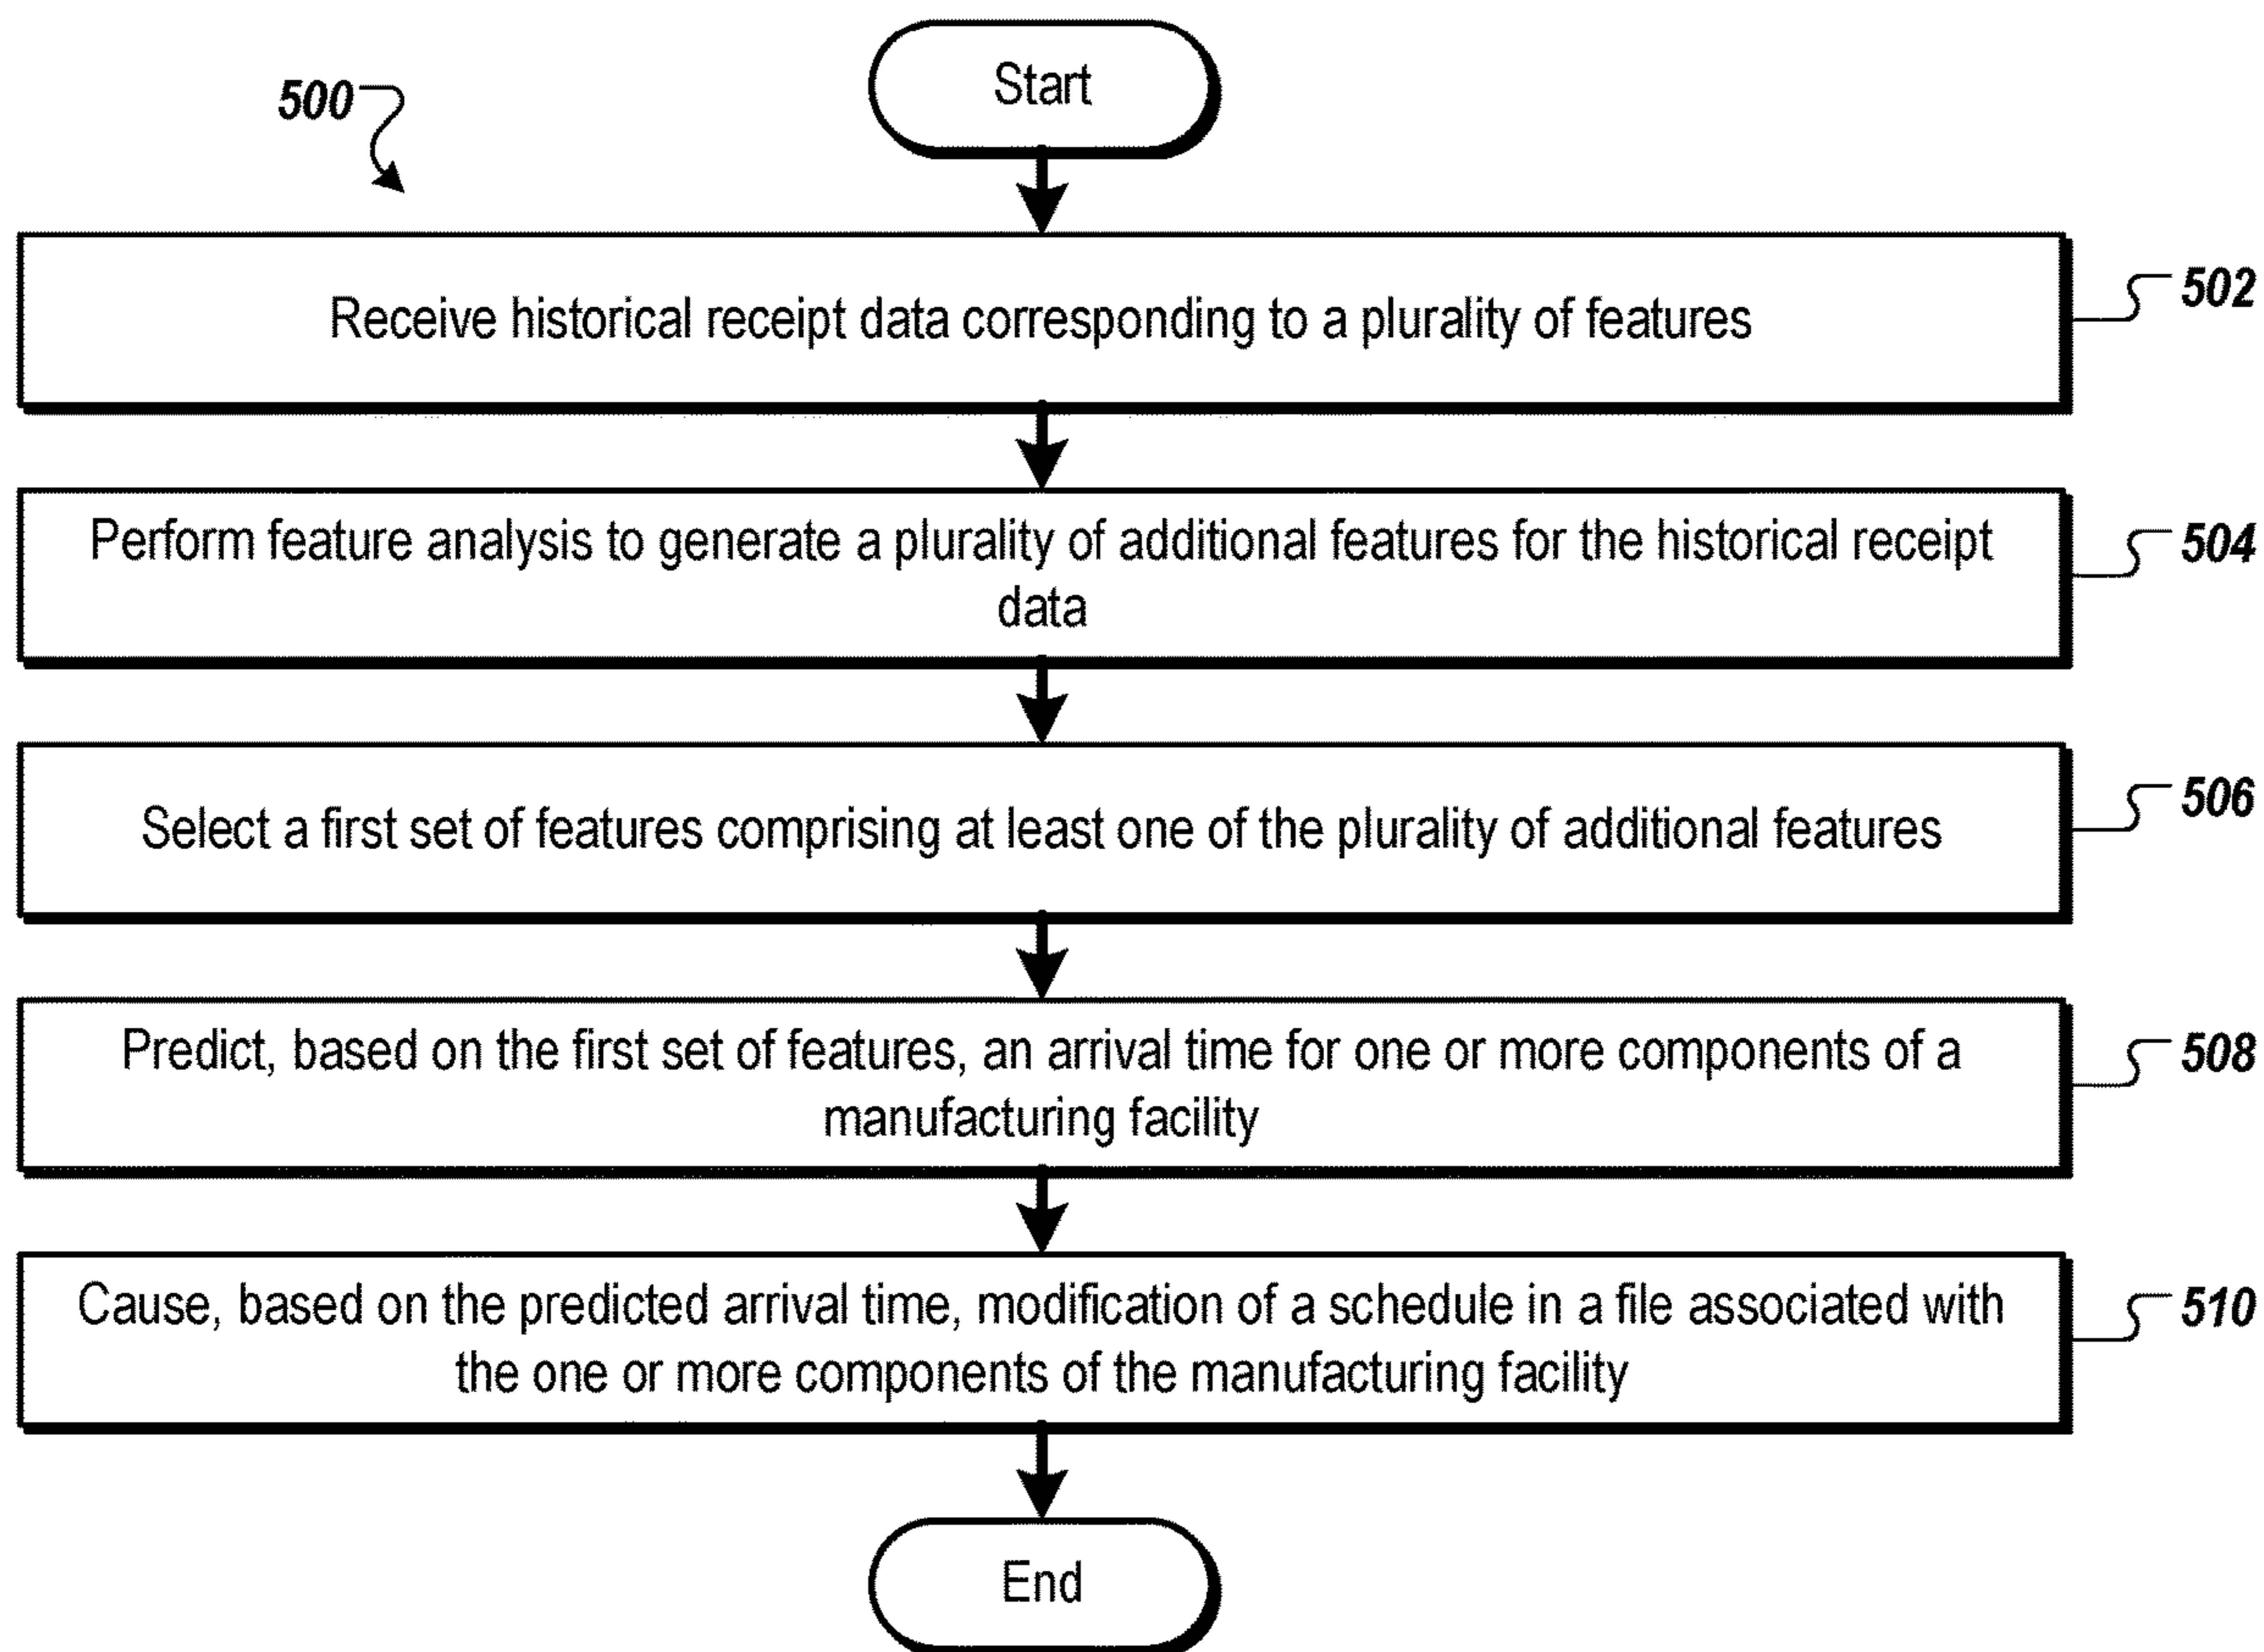 Start
500
Receive historical receipt data corresponding to a plurality of features
502
Perform feature analysis to generate a plurality of additional features for the historical receipt
data
504
Select a first set of features comprising at least one of the plurality of additional features
506
Predict, based on the first set of features, an arrival time for one or more components of a
manufacturing facility
508
Cause, based on the predicted arrival time, modification of a schedule in a file associated with
the one or more components of the manufacturing facility
510
End